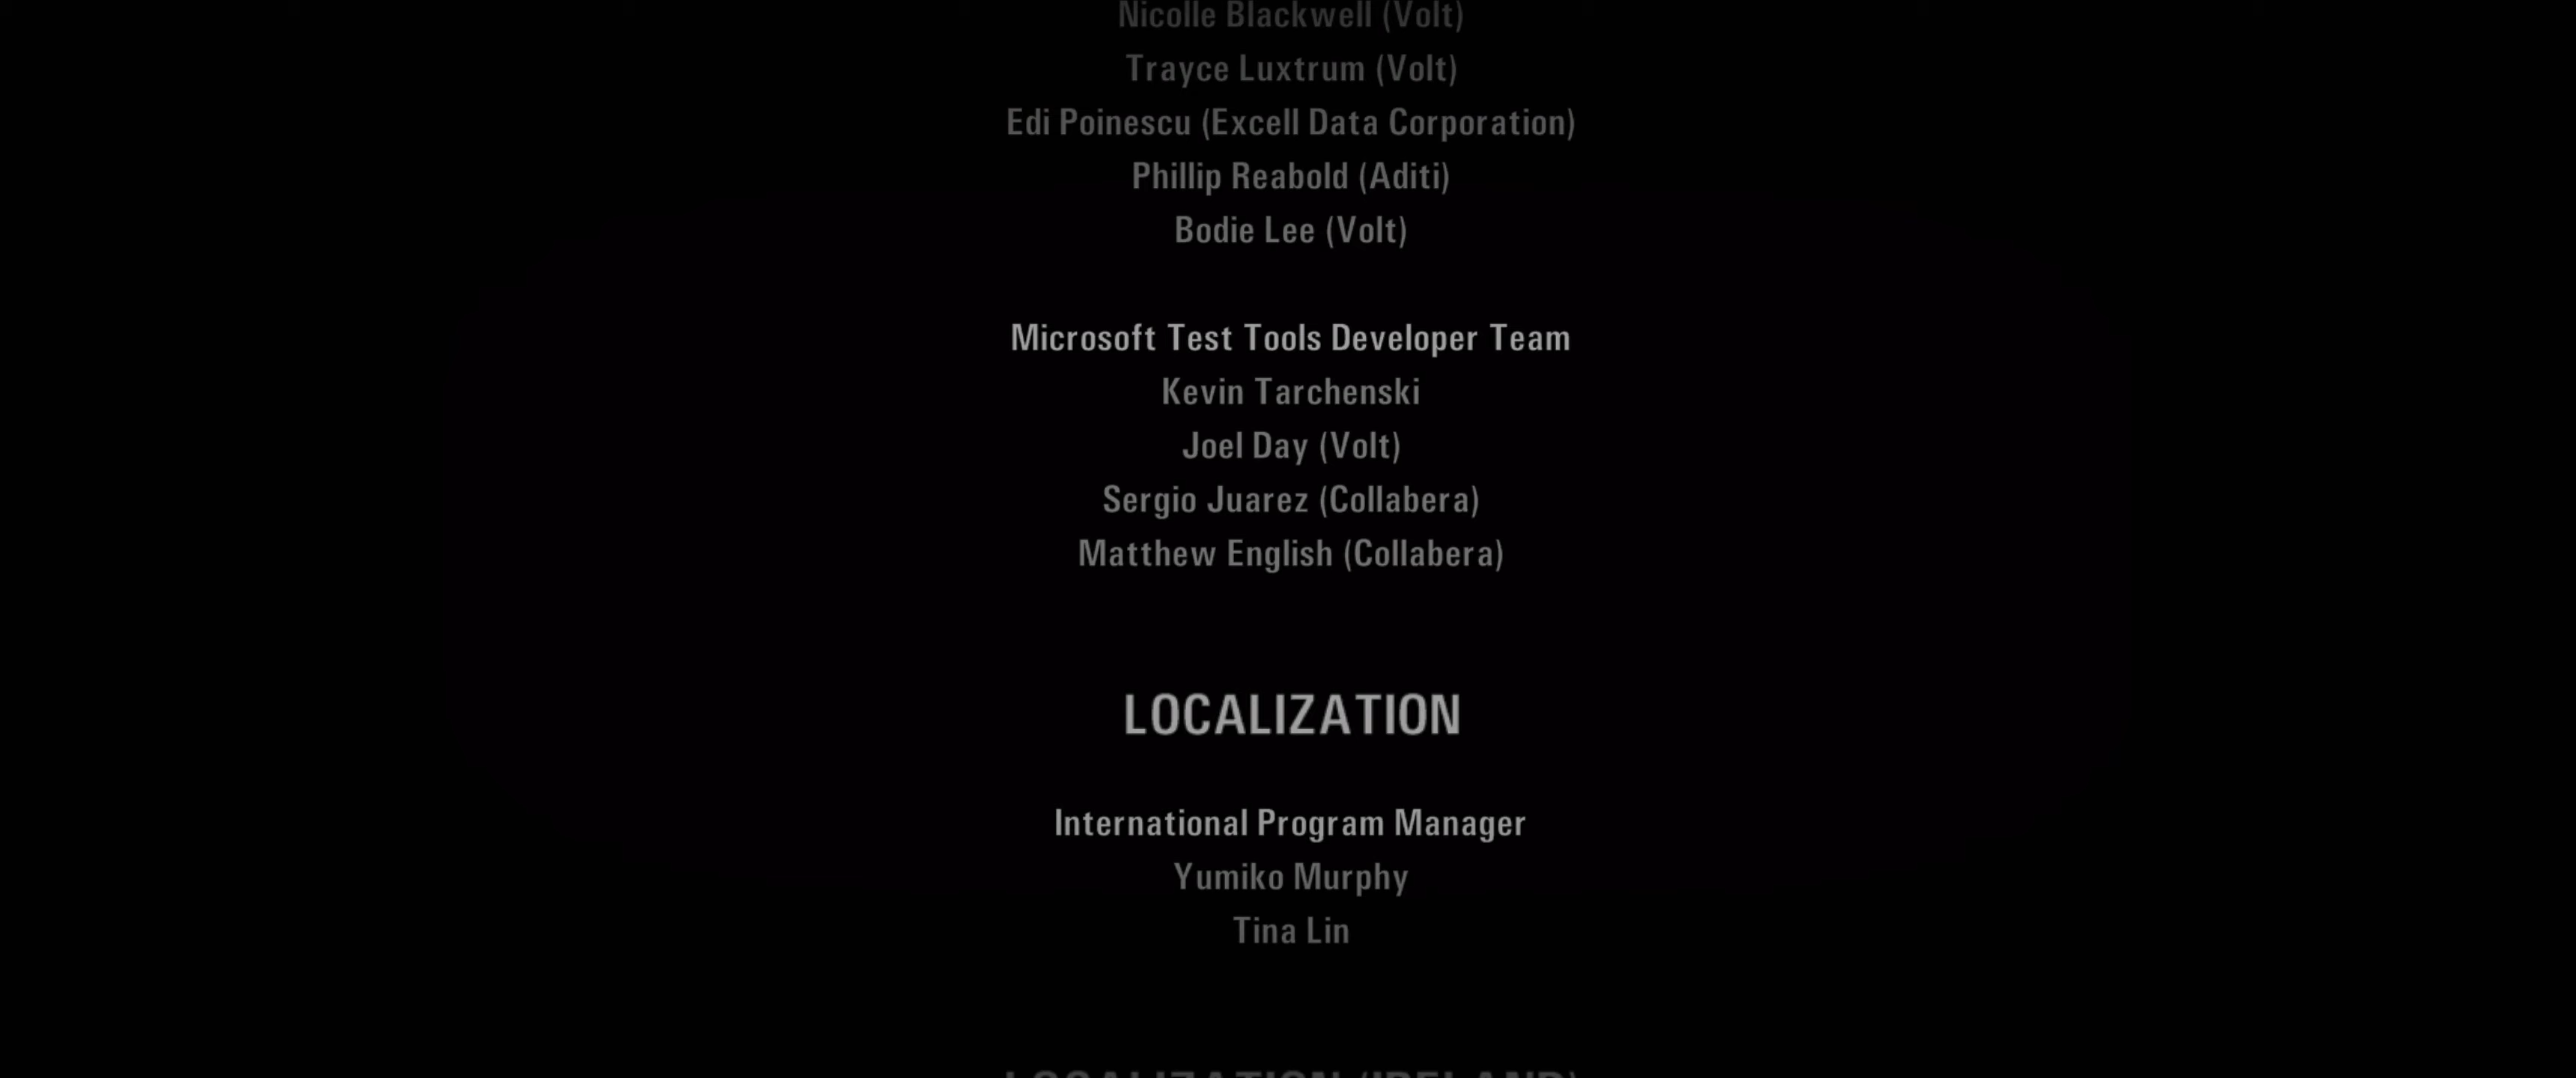 Nicolle Blackwell (Volt)
Trayce Luxtrum (Volt)
Edi Poinescu (Excell Data Corporation)
Phillip Reabold (Aditi)
Bodie Lee (Volt)
Microsoft Test Tools Developer Team
Kevin Tarchenski
Joel Day (Volt)
Sergio Juarez (Collabera)
Matthew English (Collabera)
LOCALIZATION
International Program Manager
Yumiko Murphy
Tina Lin
LOCALIZATION (IRELAND)